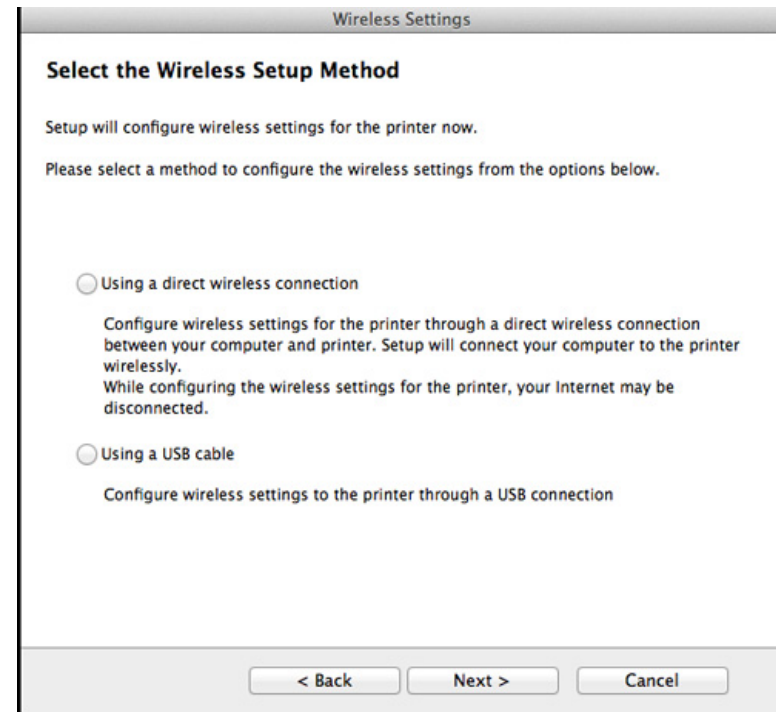 Wireless Settings
Select the Wireless Setup Method
Setup will configure wireless settings for the printer now.
Please select a method to configure the wireless settings from the options below.
Using a direct wireless connection
Configure wireless settings for the printer through a direct wireless connection
between your computer and printer. Setup will connect your computer to the printer
wirelessly.
While configuring the wireless settings for the printer, your Internet may be
disconnected.
Using a USB cable
Configure wireless settings to the printer through a USB connection
< Back Next > Cancel